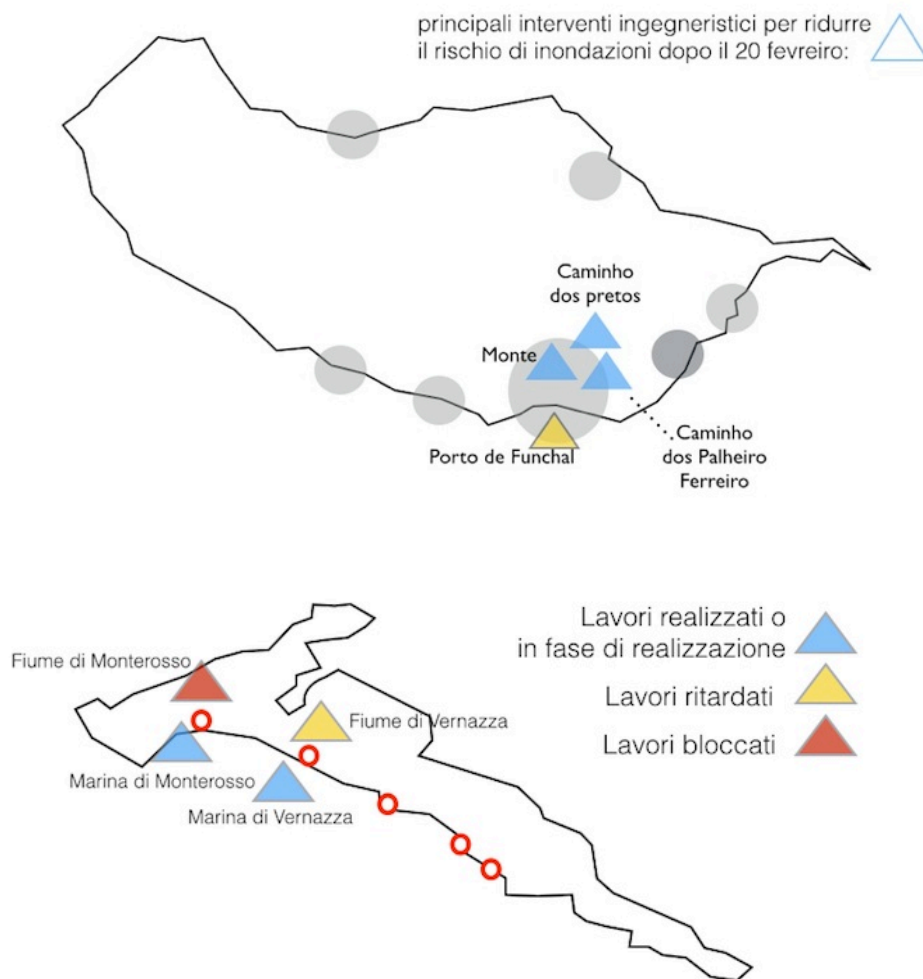 principali interventi ingegneristici per ridurre
il rischio di inondazioni dopo il 20 fevreiro:
Caminho
dos pretos
Monte
Porto de Funchal
Caminho
dos Palheiro
Ferreiro
Lavori realizzati o
in fase di realizzazione
Fiume di Monterosso
Lavori ritardati
Fiume di Vernazza
Lavori bloccati
Marina di Monterosso
Marina di Vernazza